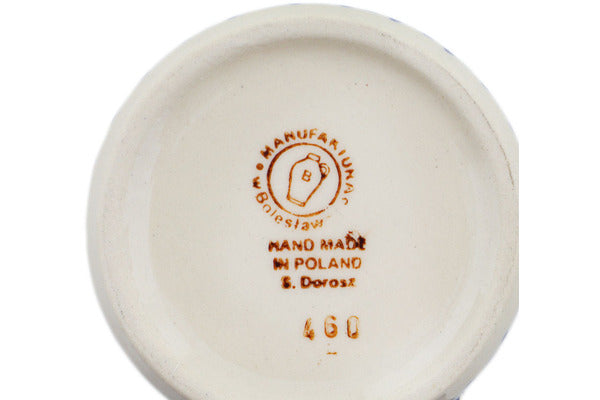 MANUFAKTURA
w Bolesław
B
HAND MADE
IN POLAND
S. Dorosz
460